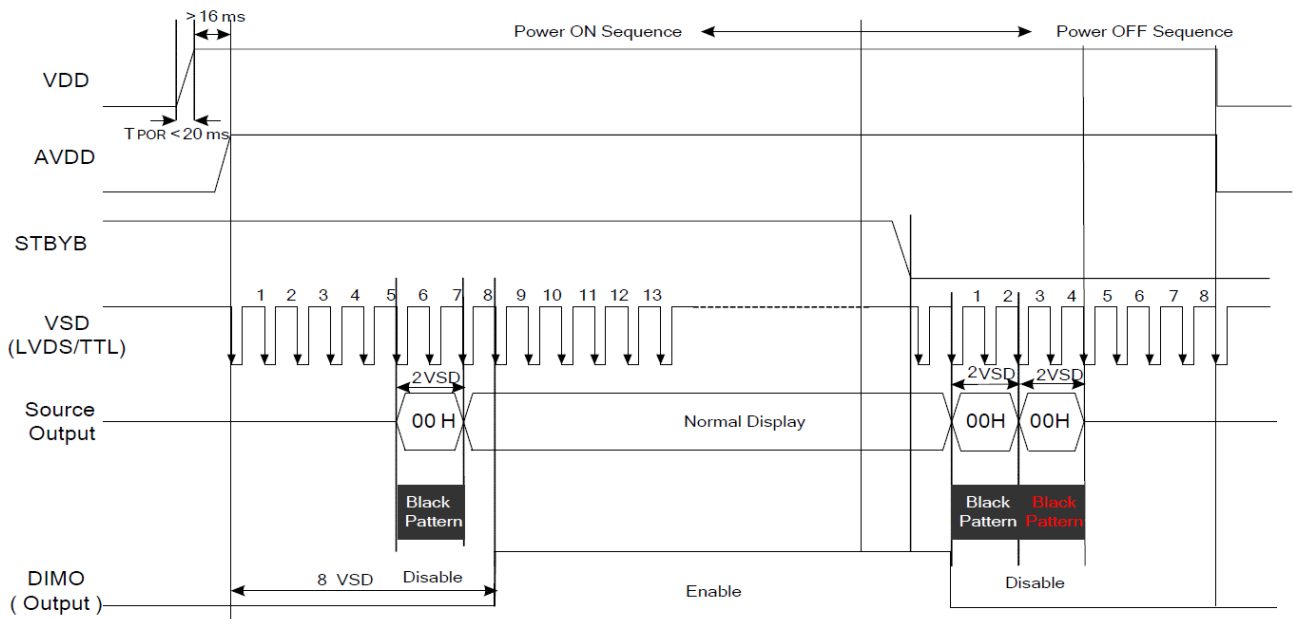 >16 ms
Power ON Sequence
Power OFF Sequence
VDD
TPOR <20 ms
AVDD
STBYB
1 2 3 4 5 6 7 8 9 10 11 12 13
1 2 3 4 5 6 7 8
VSD
(LVDS/TTL)
2VSD
2VSD
2VSD
Source
Output
00 H
Normal Display
00H
00H
Black
Pattern
Black
Pattern
Black
Pattern
DIMO
( Output )
8 VSD
Disable
Enable
Disable